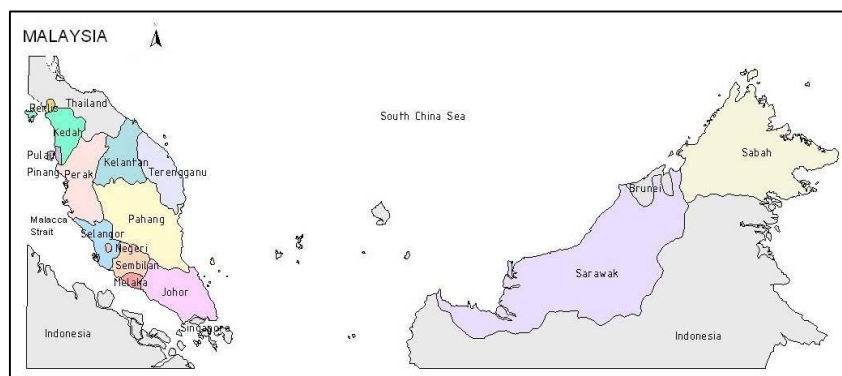 MALAYSIA
Thailand
Perlis
Kedah
Pulau
Pinang
Perak
Kelantan
Terengganu
South China Sea
Malacca
Strait
Pahang
Selangor
Negeri
Sembilan
Melaka
Johor
Singapora
Indonesia
Sabah
Brunei
Sarawak
Indonesia